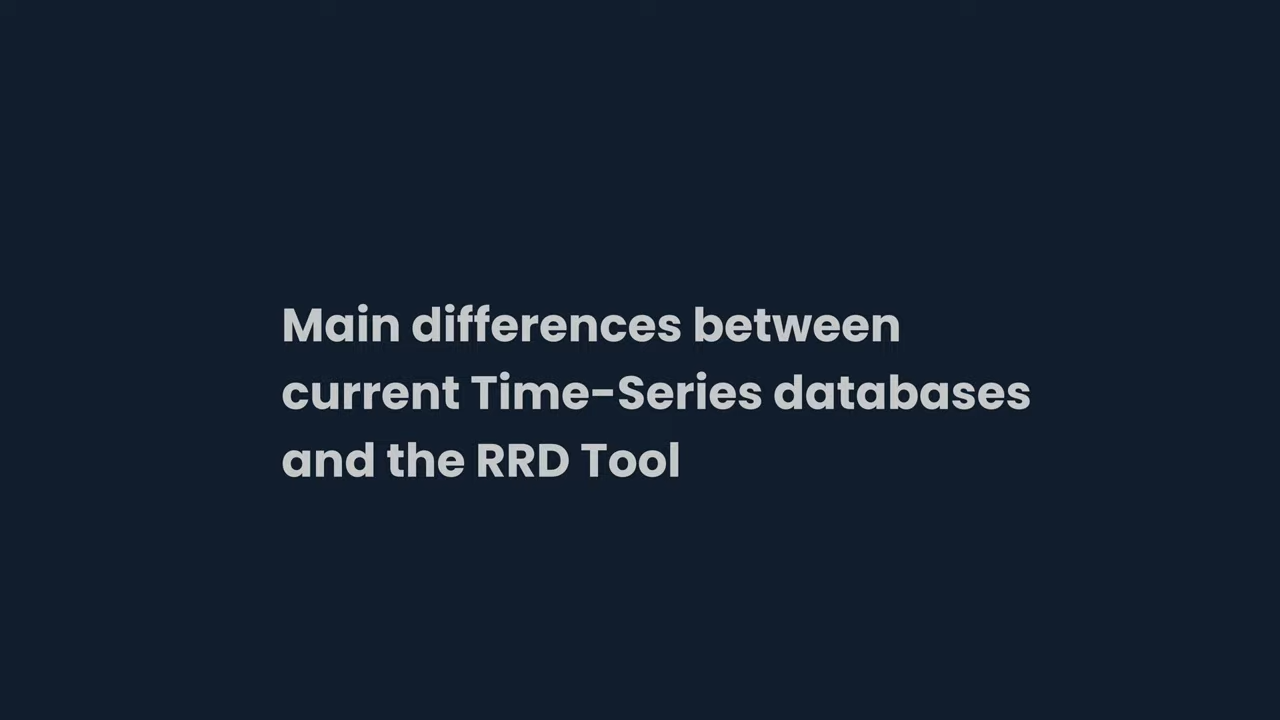 Main differences between
current Time-Series databases
and the RRD Tool